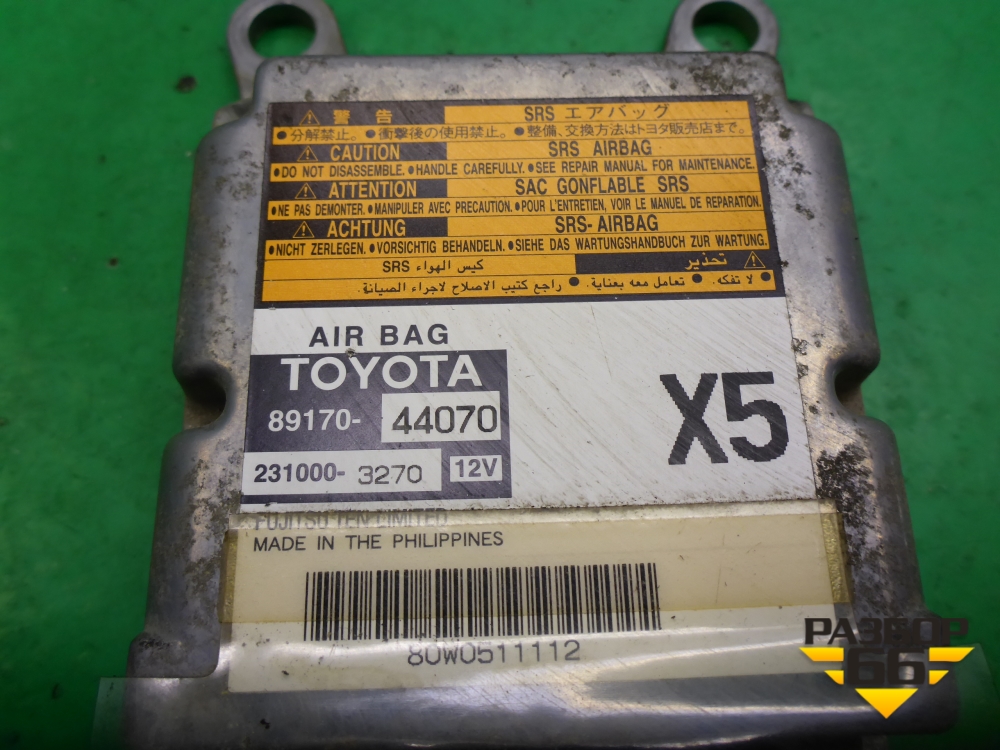 ⚠ 警告 SRS エアバッグ
●分解禁止。●衝撃後の使用禁止。●整備、交換方法はトヨタ販売店まで。
⚠ CAUTION SRS AIRBAG
●DO NOT DISASSEMBLE.●HANDLE CAREFULLY.●SEE REPAIR MANUAL FOR MAINTENANCE.
⚠ ATTENTION SAC GONFLABLE SRS
●NE PAS DEMONTER.●MANIPULER AVEC PRECAUTION.●POUR L'ENTRETIEN, VOIR LE MANUEL DE REPARATION.
⚠ ACHTUNG SRS-AIRBAG
●NICHT ZERLEGEN.●VORSICHTIG BEHANDELN.●SIEHE DAS WARTUNGSHANDBUCH ZUR WARTUNG.
⚠ تحذير كيس الهواء SRS
● لا تفكه. ● تعامل معه بعناية. ● راجع كتيب الاصلاح لاجراء الصيانة.
AIR BAG
TOYOTA
89170-44070
X5
231000-3270 12V
FUJITSU TEN LIMITED
MADE IN THE PHILIPPINES
80W0511112
РАЗБОР
66